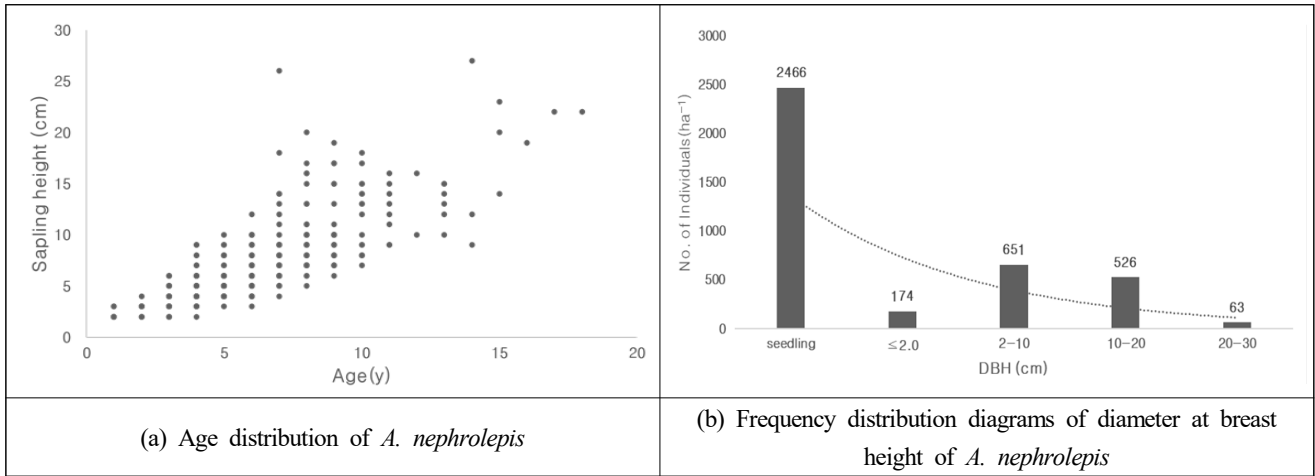 30
25
20
15
10
5
0
Sapling height (cm)
0 5 10 15 20
Age(y)
(a) Age distribution of A. nephrolepis
3000
2500
2000
1500
1000
500
0
No. of Individuals(ha⁻¹)
2466
174
651
526
63
seedling ≤2.0 2-10 10-20 20-30
DBH (cm)
(b) Frequency distribution diagrams of diameter at breast
height of A. nephrolepis